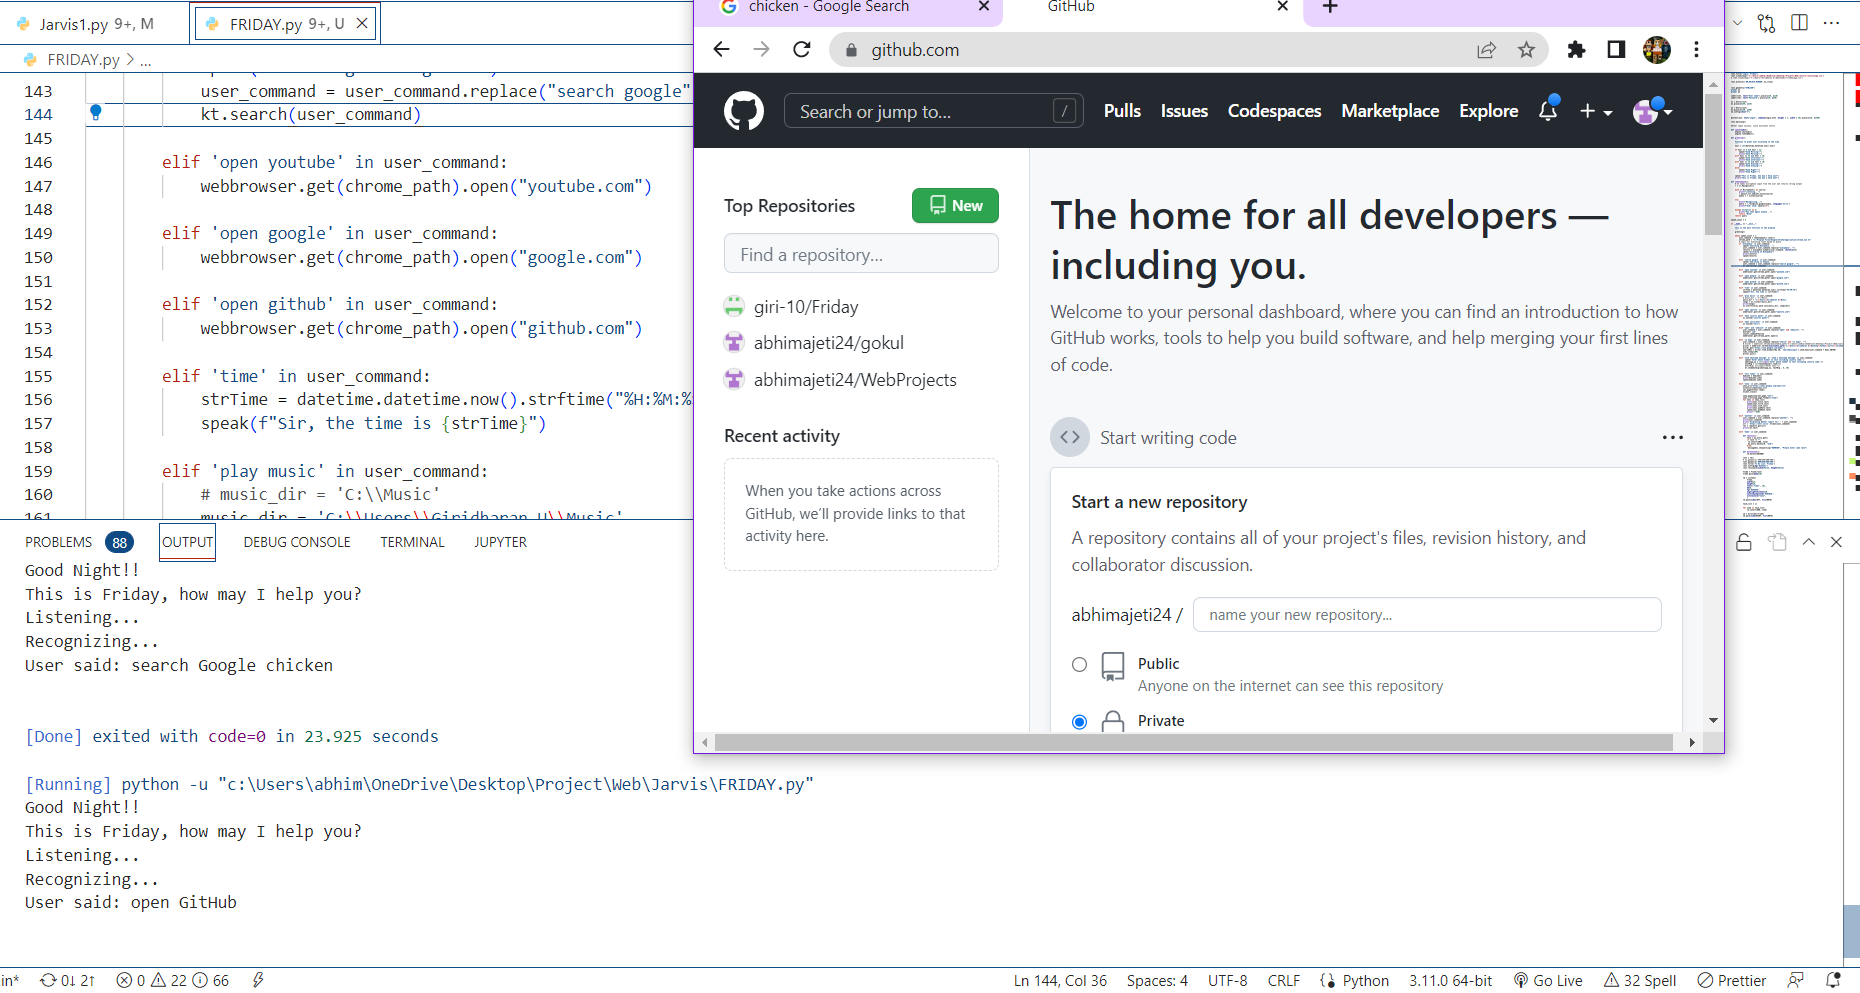 Jarvis1.py 9+, M
FRIDAY.py 9+, U
FRIDAY.py > ...
143 user_command = user_command.replace("search google"
144 kt.search(user_command)
145
146 elif 'open youtube' in user_command:
147 webbrowser.get(chrome_path).open("youtube.com")
148
149 elif 'open google' in user_command:
150 webbrowser.get(chrome_path).open("google.com")
151
152 elif 'open github' in user_command:
153 webbrowser.get(chrome_path).open("github.com")
154
155 elif 'time' in user_command:
156 strTime = datetime.datetime.now().strftime("%H:%M:%
157 speak(f"Sir, the time is {strTime}")
158
159 elif 'play music' in user_command:
160 # music_dir = 'C:\\Music'
161 music_dir = 'C:\\Users\\Giridharan U\\Music'
chicken - Google Search
GitHub
github.com
Search or jump to... /
Pulls Issues Codespaces Marketplace Explore
Top Repositories
New
Find a repository...
giri-10/Friday
abhimajeti24/gokul
abhimajeti24/WebProjects
Recent activity
When you take actions across
GitHub, we'll provide links to that
activity here.
The home for all developers —
including you.
Welcome to your personal dashboard, where you can find an introduction to how
GitHub works, tools to help you build software, and help merging your first lines
of code.
<> Start writing code
Start a new repository
A repository contains all of your project's files, revision history, and
collaborator discussion.
abhimajeti24 / name your new repository...
Public
Anyone on the internet can see this repository
Private
PROBLEMS 88 OUTPUT DEBUG CONSOLE TERMINAL JUPYTER
Good Night!!
This is Friday, how may I help you?
Listening...
Recognizing...
User said: search Google chicken
[Done] exited with code=0 in 23.925 seconds
[Running] python -u "c:\Users\abhim\OneDrive\Desktop\Project\Web\Jarvis\FRIDAY.py"
Good Night!!
This is Friday, how may I help you?
Listening...
Recognizing...
User said: open GitHub
in* 0↓ 2↑ 0 22 66 Ln 144, Col 36 Spaces: 4 UTF-8 CRLF Python 3.11.0 64-bit Go Live 32 Spell Prettier